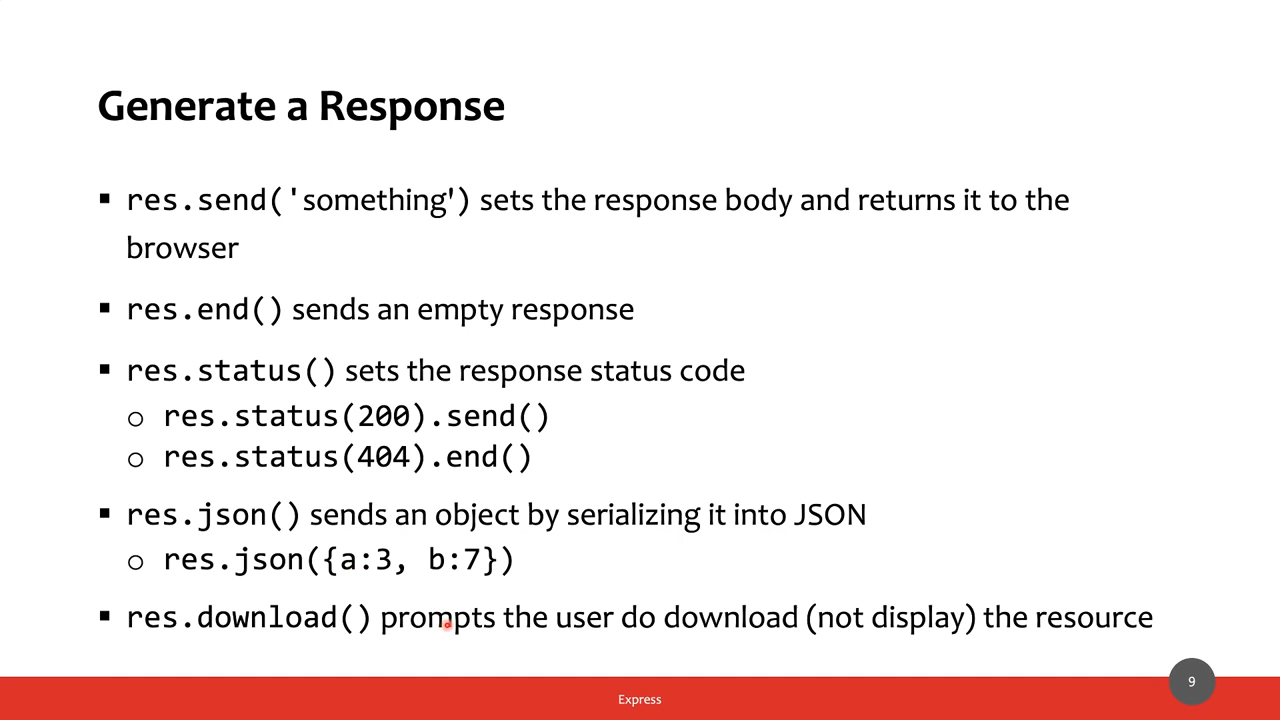 Generate a Response
▪ res.send('something') sets the response body and returns it to the
browser
▪ res.end() sends an empty response
▪ res.status() sets the response status code
o res.status(200).send()
o res.status(404).end()
▪ res.json() sends an object by serializing it into JSON
o res.json({a:3, b:7})
▪ res.download() prompts the user do download (not display) the resource
9
Express